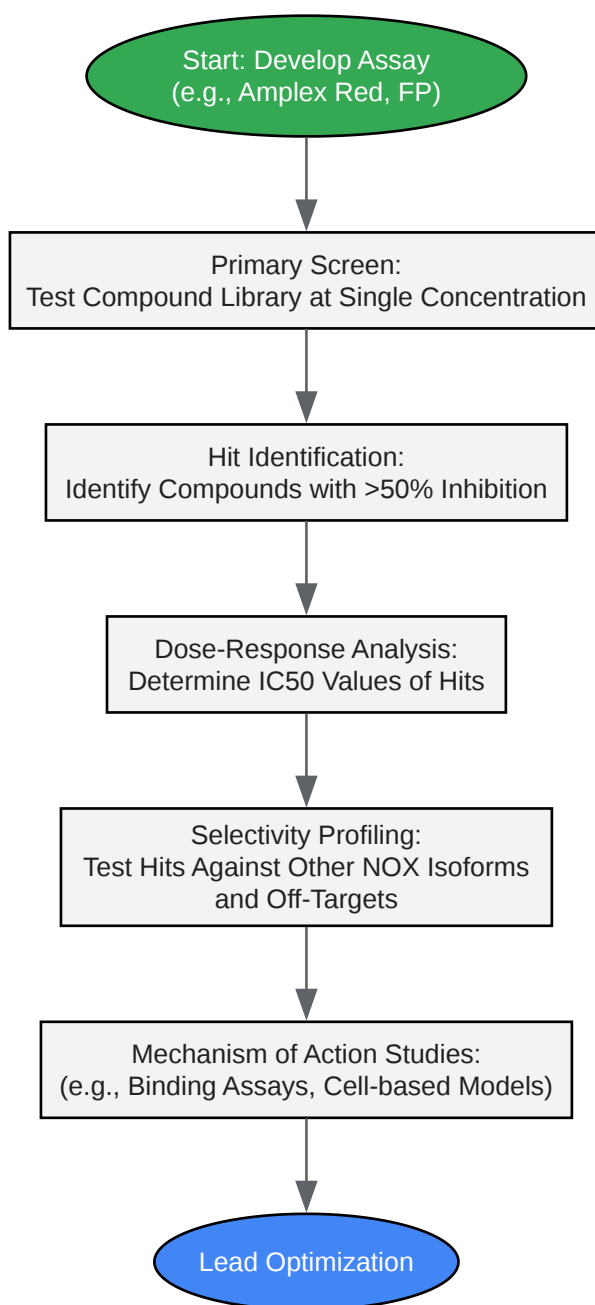 Start: Develop Assay
(e.g., Amplex Red, FP)
Primary Screen:
Test Compound Library at Single Concentration
Hit Identification:
Identify Compounds with >50% Inhibition
Dose-Response Analysis:
Determine IC50 Values of Hits
Selectivity Profiling:
Test Hits Against Other NOX Isoforms
and Off-Targets
Mechanism of Action Studies:
(e.g., Binding Assays, Cell-based Models)
Lead Optimization